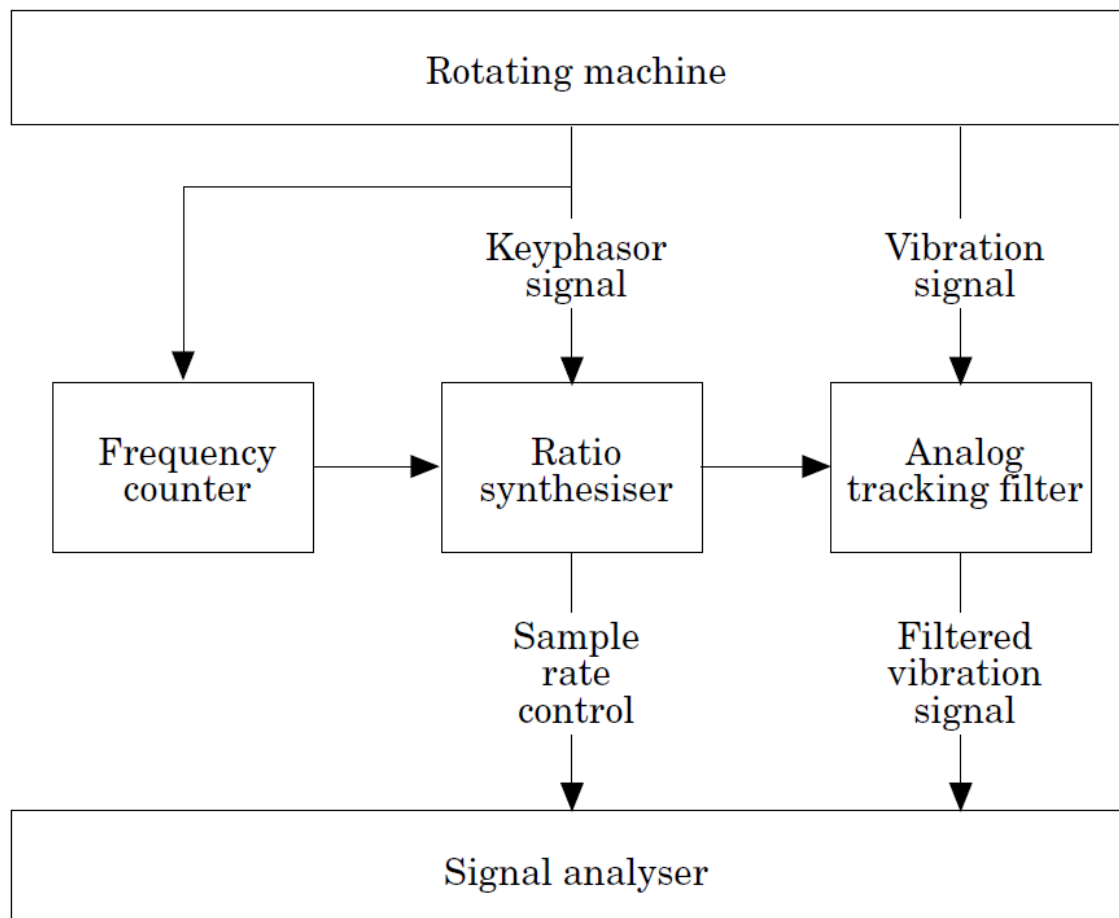 Rotating machine
Keyphasor
signal
Vibration
signal
Frequency
counter
Ratio
synthesiser
Analog
tracking filter
Sample
rate
control
Filtered
vibration
signal
Signal analyser